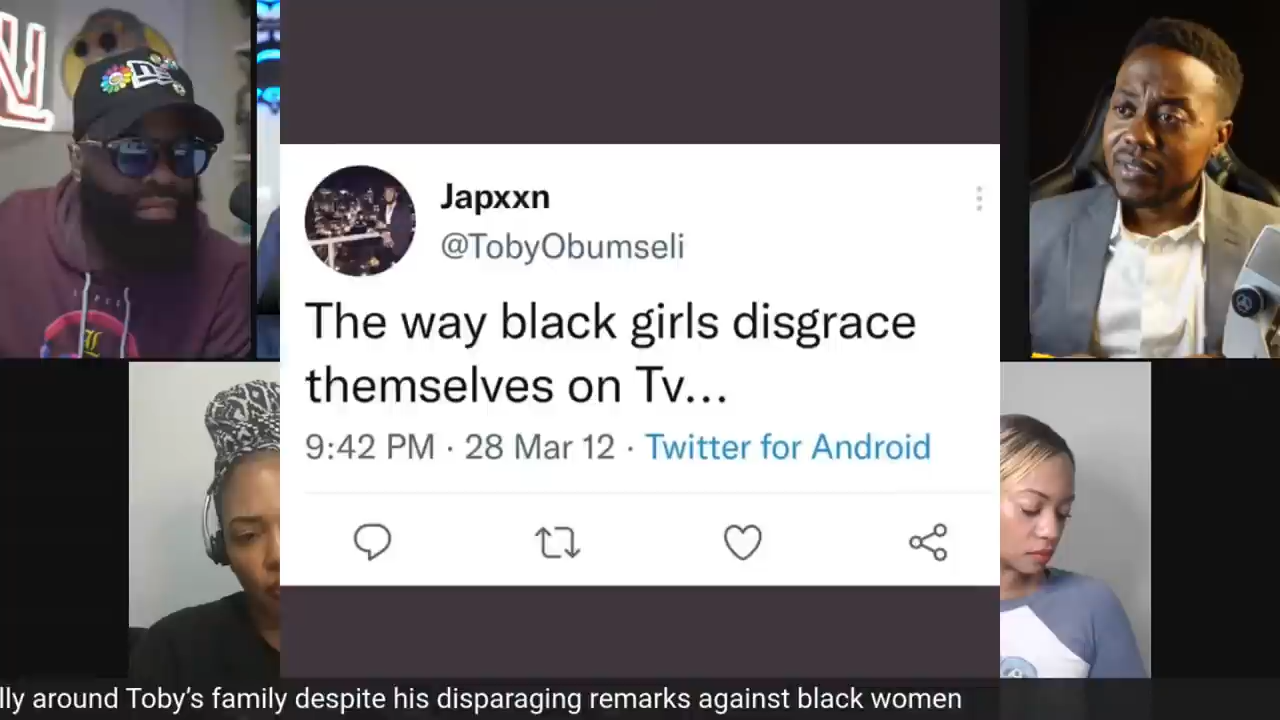 Japxxn
@TobyObumseli
The way black girls disgrace
themselves on Tv...
9:42 PM · 28 Mar 12 · Twitter for Android
lly around Toby's family despite his disparaging remarks against black women